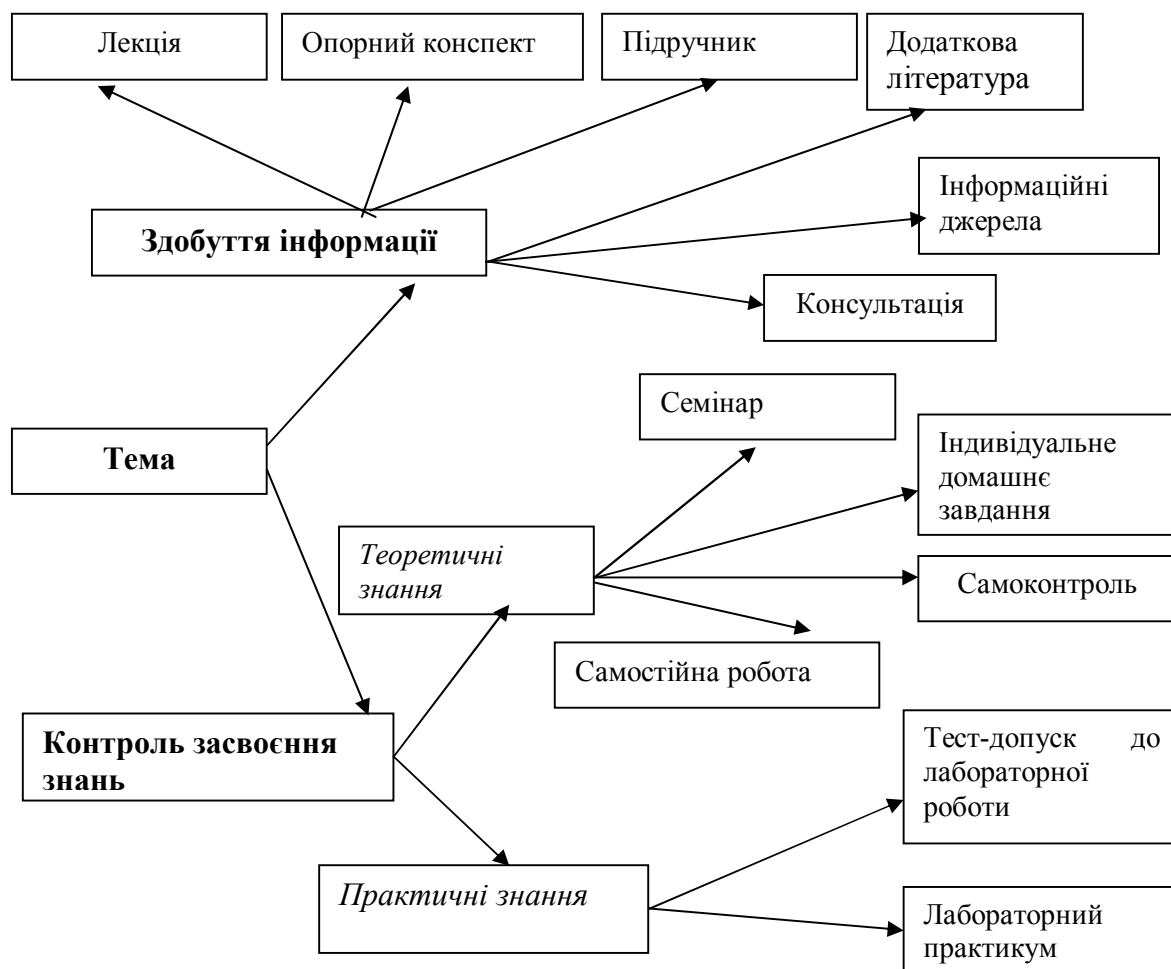 Лекція
Опорний конспект
Підручник
Додаткова
література
Інформаційні
джерела
Здобуття інформації
Консультація
Семінар
Тема
Індивідуальне
домашнє
завдання
Теоретичні
знання
Самоконтроль
Самостійна робота
Контроль засвоєння
знань
Тест-допуск до
лабораторної
роботи
Практичні знання
Лабораторний
практикум